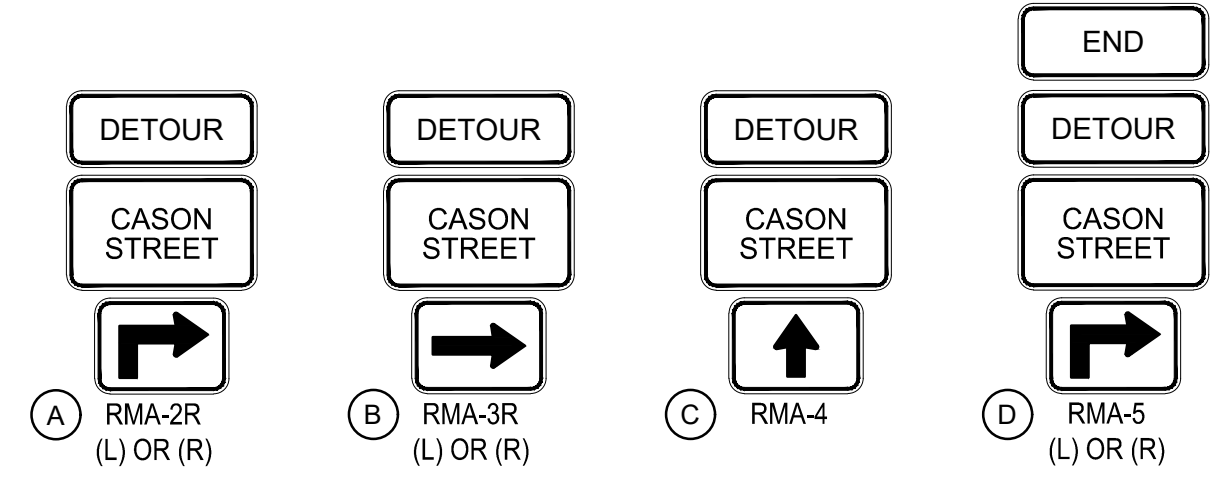 DETOUR
CASON
STREET
A
RMA-2R
(L) OR (R)
DETOUR
CASON
STREET
B
RMA-3R
(L) OR (R)
DETOUR
CASON
STREET
C
RMA-4
END
DETOUR
CASON
STREET
D
RMA-5
(L) OR (R)